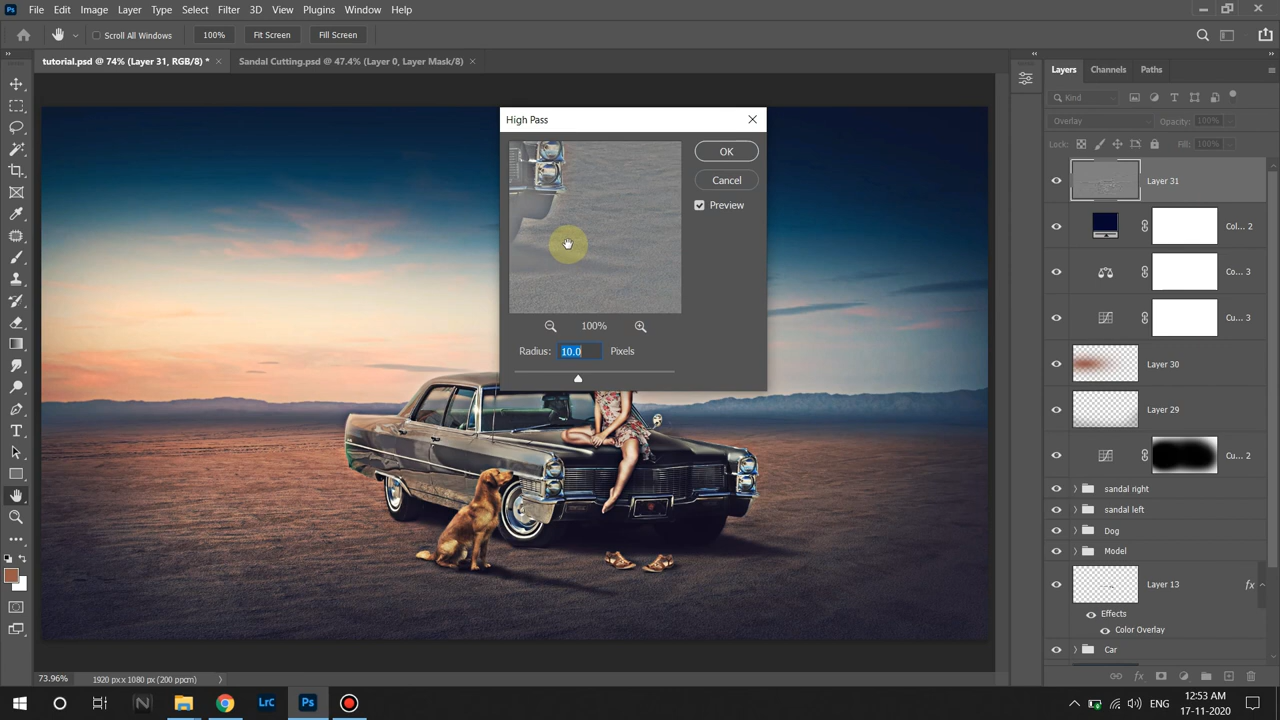 Ps File Edit Image Layer Type Select Filter 3D View Plugins Window Help
Scroll All Windows 100% Fit Screen Fill Screen
tutorial.psd @ 74% (Layer 31, RGB/8) * × Sandal Cutting.psd @ 47.4% (Layer 0, Layer Mask/8) ×
High Pass
OK
Cancel
Preview
100%
Radius: 10.0 Pixels
Layers Channels Paths
Kind
Overlay Opacity: 100%
Lock: Fill: 100%
Layer 31
Col... 2
Co... 3
Cu... 3
Layer 30
Layer 29
Cu... 2
sandal right
sandal left
Dog
Model
Layer 13 fx
Effects
Color Overlay
Car
fx
73.96% 1920 px x 1080 px (200 ppcm)
N LrC Ps ENG 12:53 AM
17-11-2020